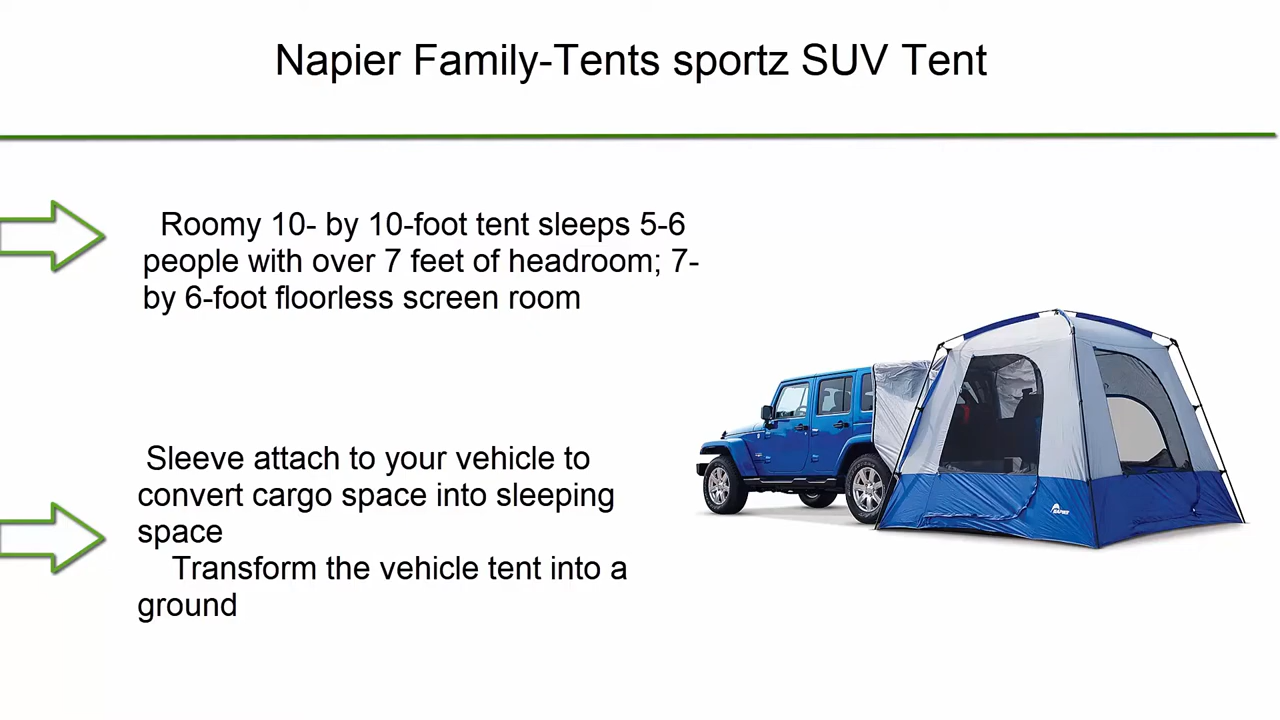 Napier Family-Tents sportz SUV Tent
Roomy 10- by 10-foot tent sleeps 5-6
people with over 7 feet of headroom; 7-
by 6-foot floorless screen room
Sleeve attach to your vehicle to
convert cargo space into sleeping
space
Transform the vehicle tent into a
ground
NAPIER